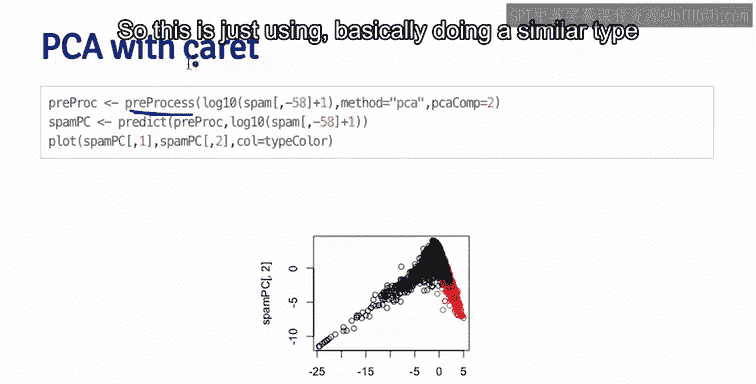 So this is just using, basically doing a similar type
PCA with caret
preProc <- preProcess(log10(spam[,-58]+1),method="pca",pcaComp=2)
spamPC <- predict(preProc,log10(spam[,-58]+1))
plot(spamPC[,1],spamPC[,2],col=typeColor)
spamPC[, 2]
0
-5
-10
-25 -15 -5 0 5